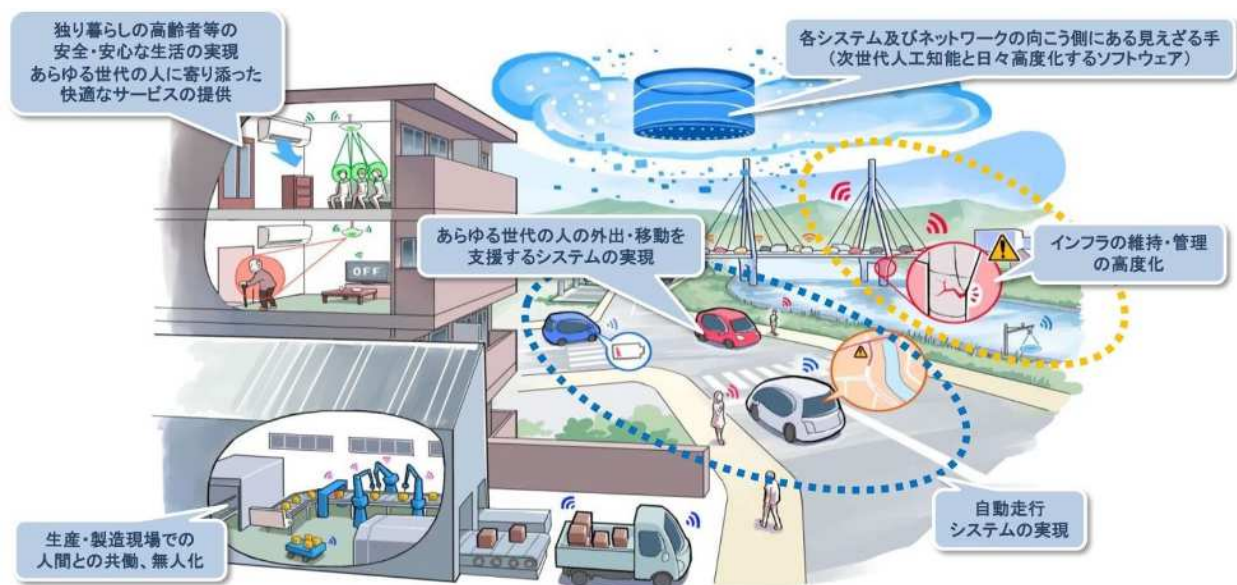 独り暮らしの高齢者等の
安全・安心な生活の実現
あらゆる世代の人に寄り添った
快適なサービスの提供
各システム及びネットワークの向こう側にある見えざる手
（次世代人工知能と日々高度化するソフトウェア）
あらゆる世代の人の外出・移動を
支援するシステムの実現
インフラの維持・管理
の高度化
OFF
自動走行
システムの実現
生産・製造現場での
人間との共働、無人化